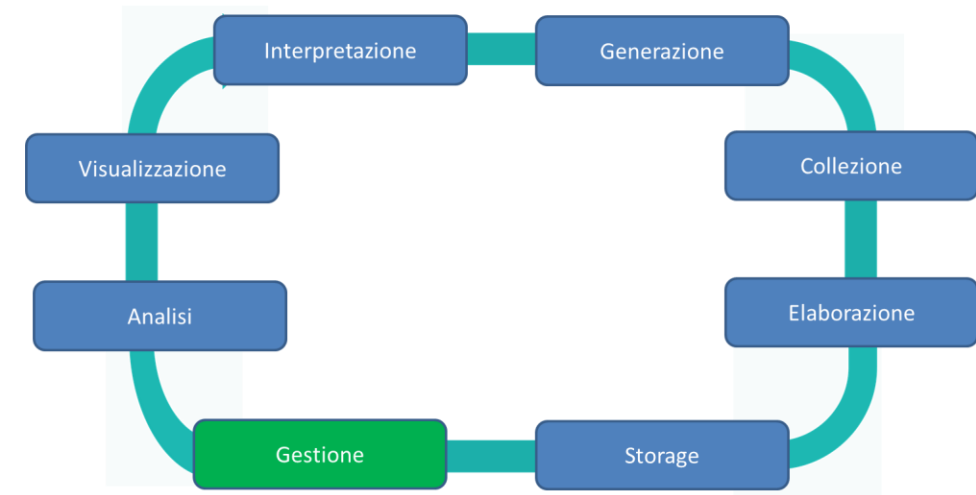 Interpretazione
Generazione
Visualizzazione
Collezione
Analisi
Elaborazione
Gestione
Storage